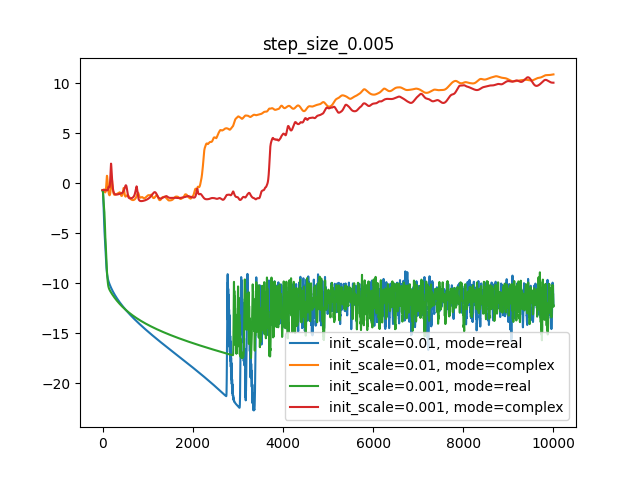 step_size_0.005
10
5
0
−5
−10
−15
−20
init_scale=0.01, mode=real
init_scale=0.01, mode=complex
init_scale=0.001, mode=real
init_scale=0.001, mode=complex
0 2000 4000 6000 8000 10000